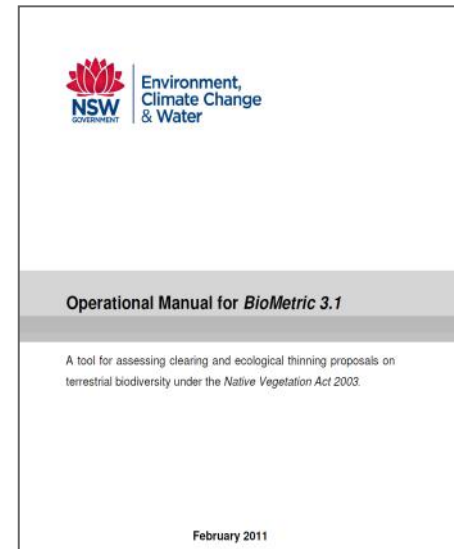 NSW
GOVERNMENT
Environment,
Climate Change
& Water
Operational Manual for BioMetric 3.1
A tool for assessing clearing and ecological thinning proposals on
terrestrial biodiversity under the Native Vegetation Act 2003.
February 2011